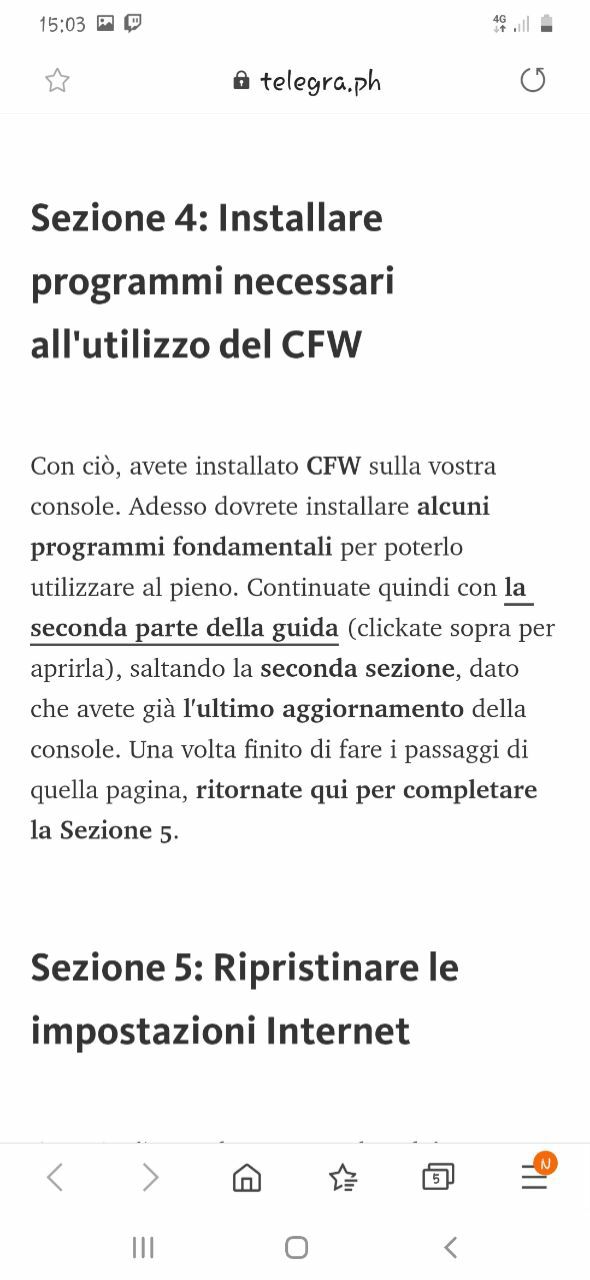 15:03
4G
telegra.ph
Sezione 4: Installare
programmi necessari
all'utilizzo del CFW
Con ciò, avete installato CFW sulla vostra
console. Adesso dovrete installare alcuni
programmi fondamentali per poterlo
utilizzare al pieno. Continuate quindi con la
seconda parte della guida (clickate sopra per
aprirla), saltando la seconda sezione, dato
che avete già l'ultimo aggiornamento della
console. Una volta finito di fare i passaggi di
quella pagina, ritornate qui per completare
la Sezione 5.
Sezione 5: Ripristinare le
impostazioni Internet
5
N